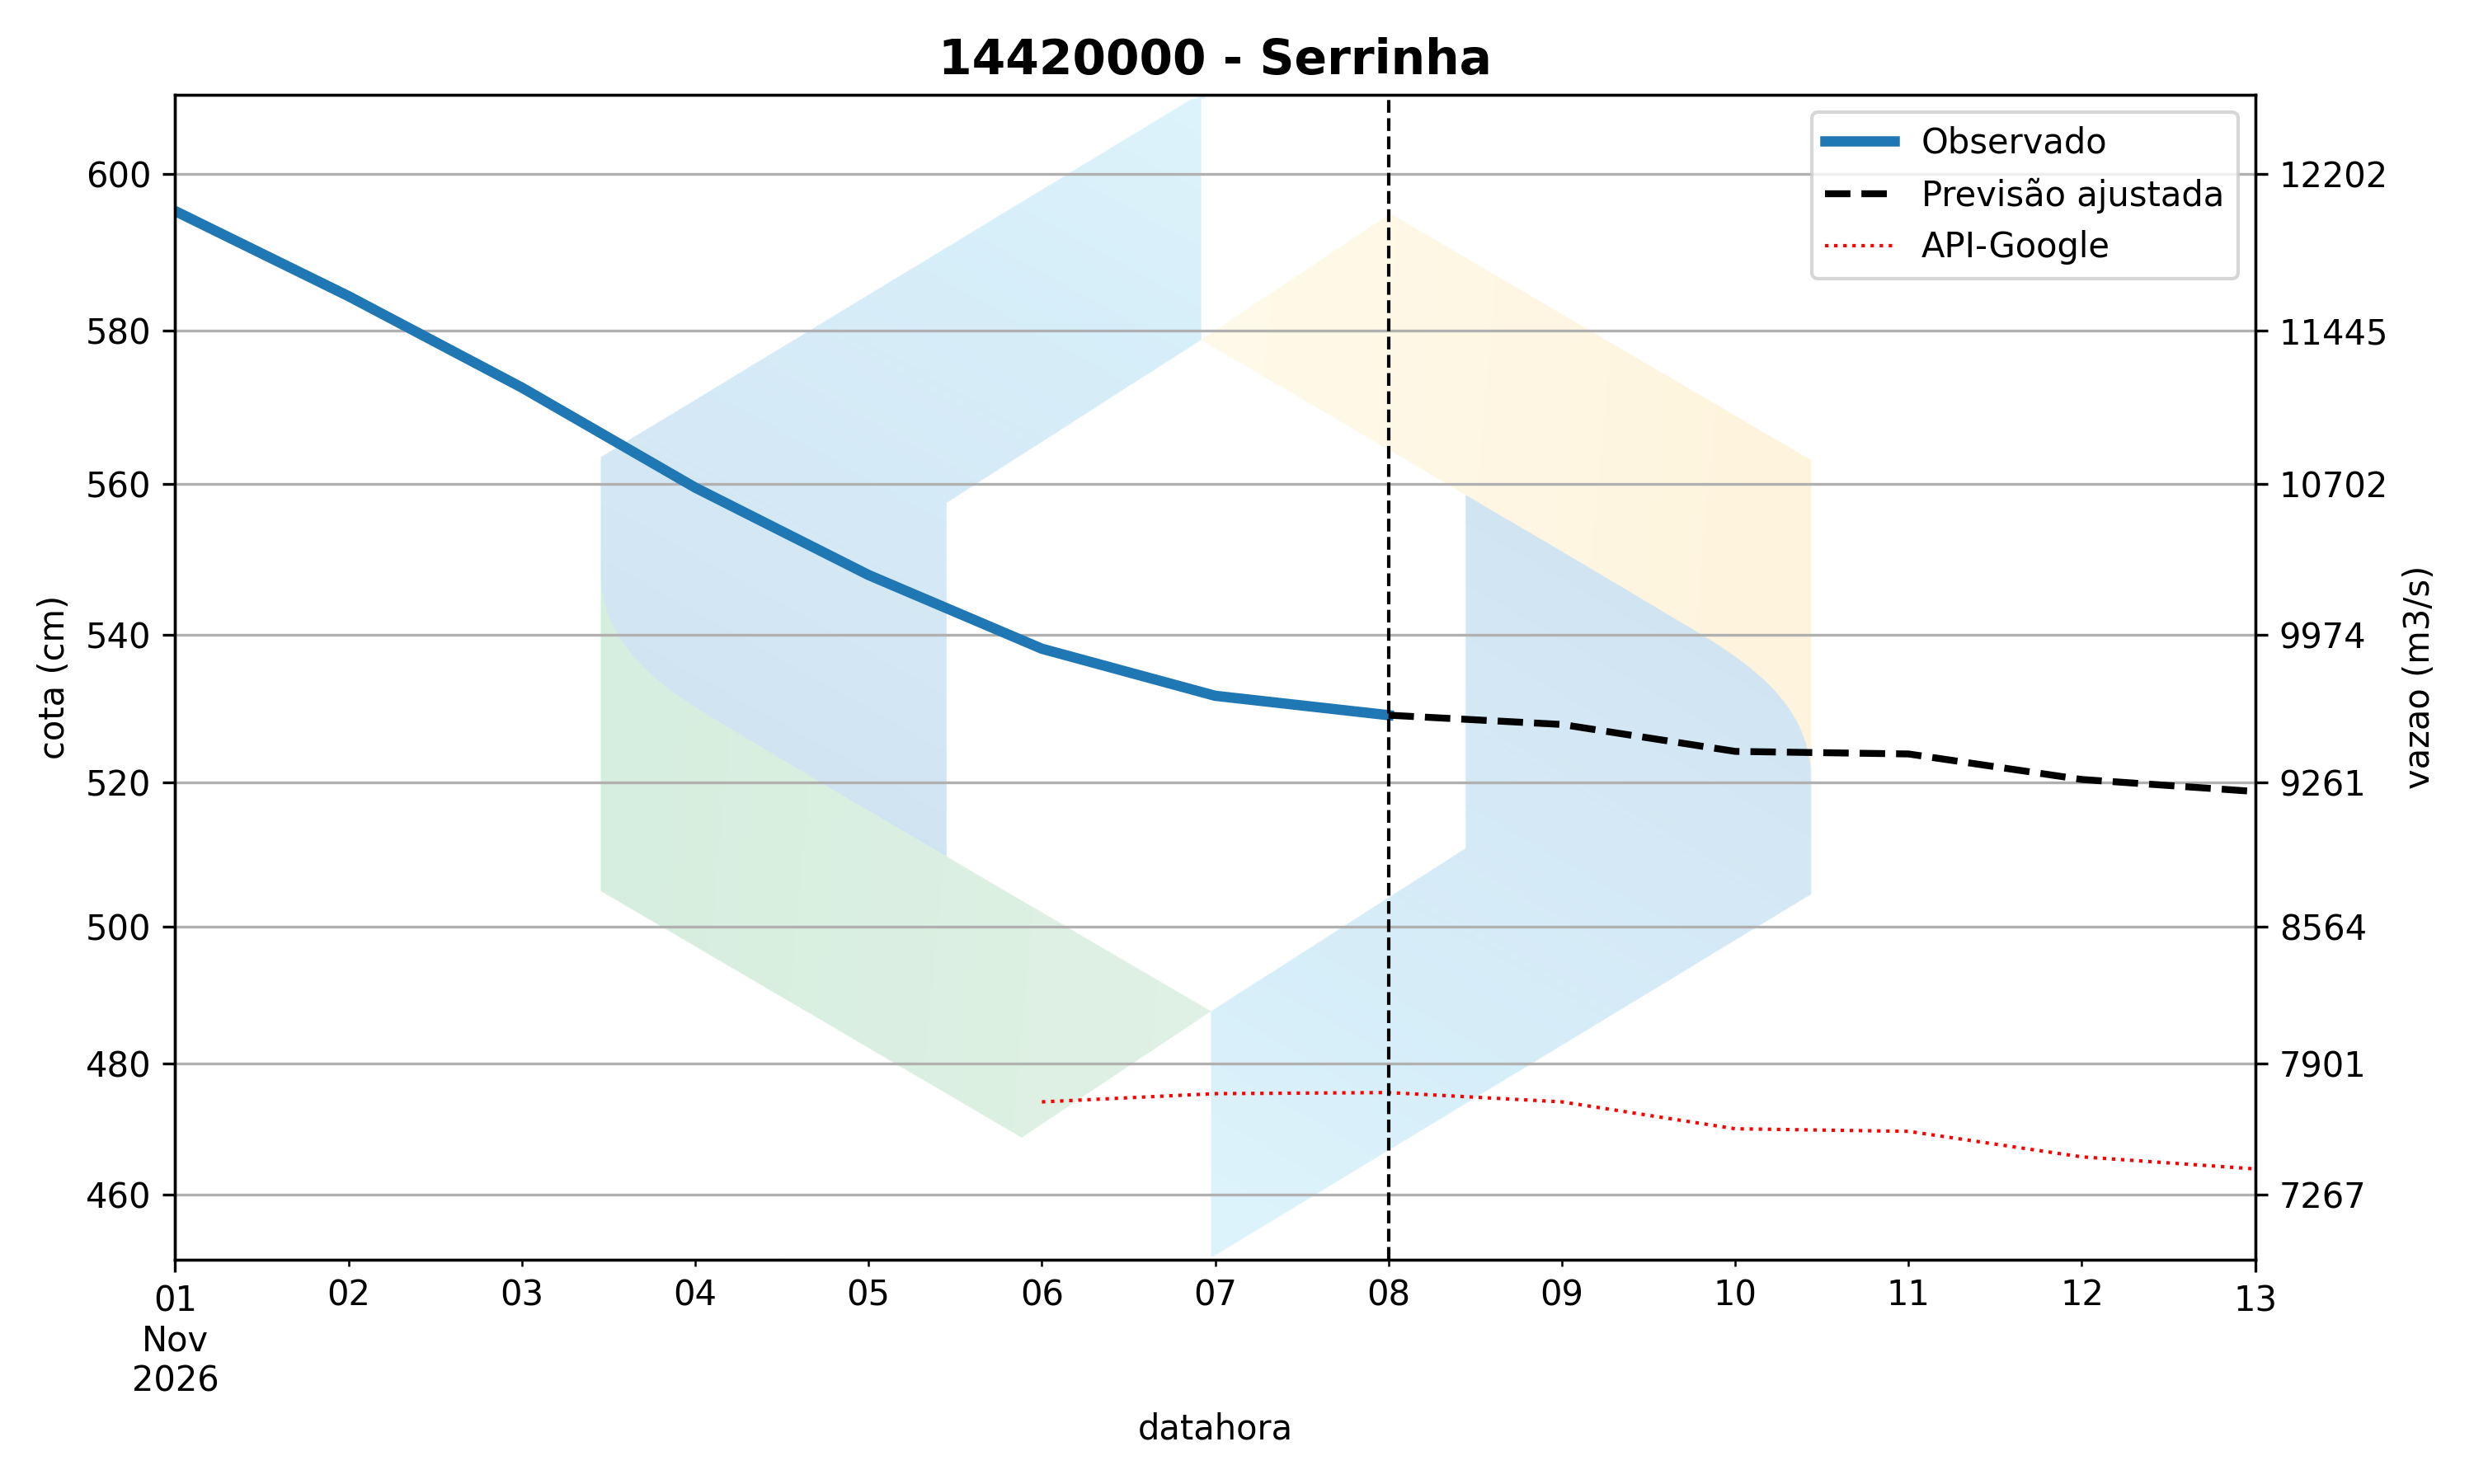 14420000 - Serrinha
Observado
Previsão ajustada
API-Google
600
580
560
540
520
500
480
460
cota (cm)
12202
11445
10702
9974
9261
8564
7901
7267
vazao (m3/s)
01 02 03 04 05 06 07 08 09 10 11 12 13
Nov
2026
datahora